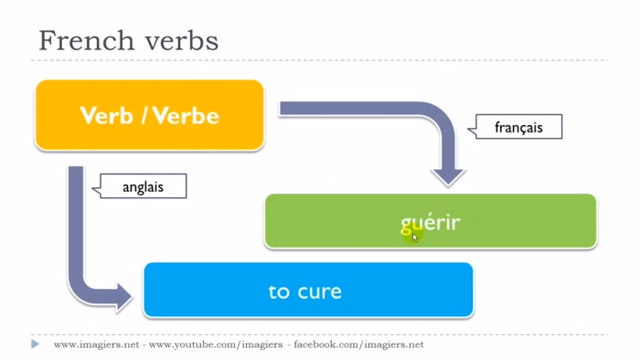 French verbs
Verb / Verbe
français
anglais
guérir
to cure
www.imagiers.net - www.youtube.com/imagiers - facebook.com/imagiers.net